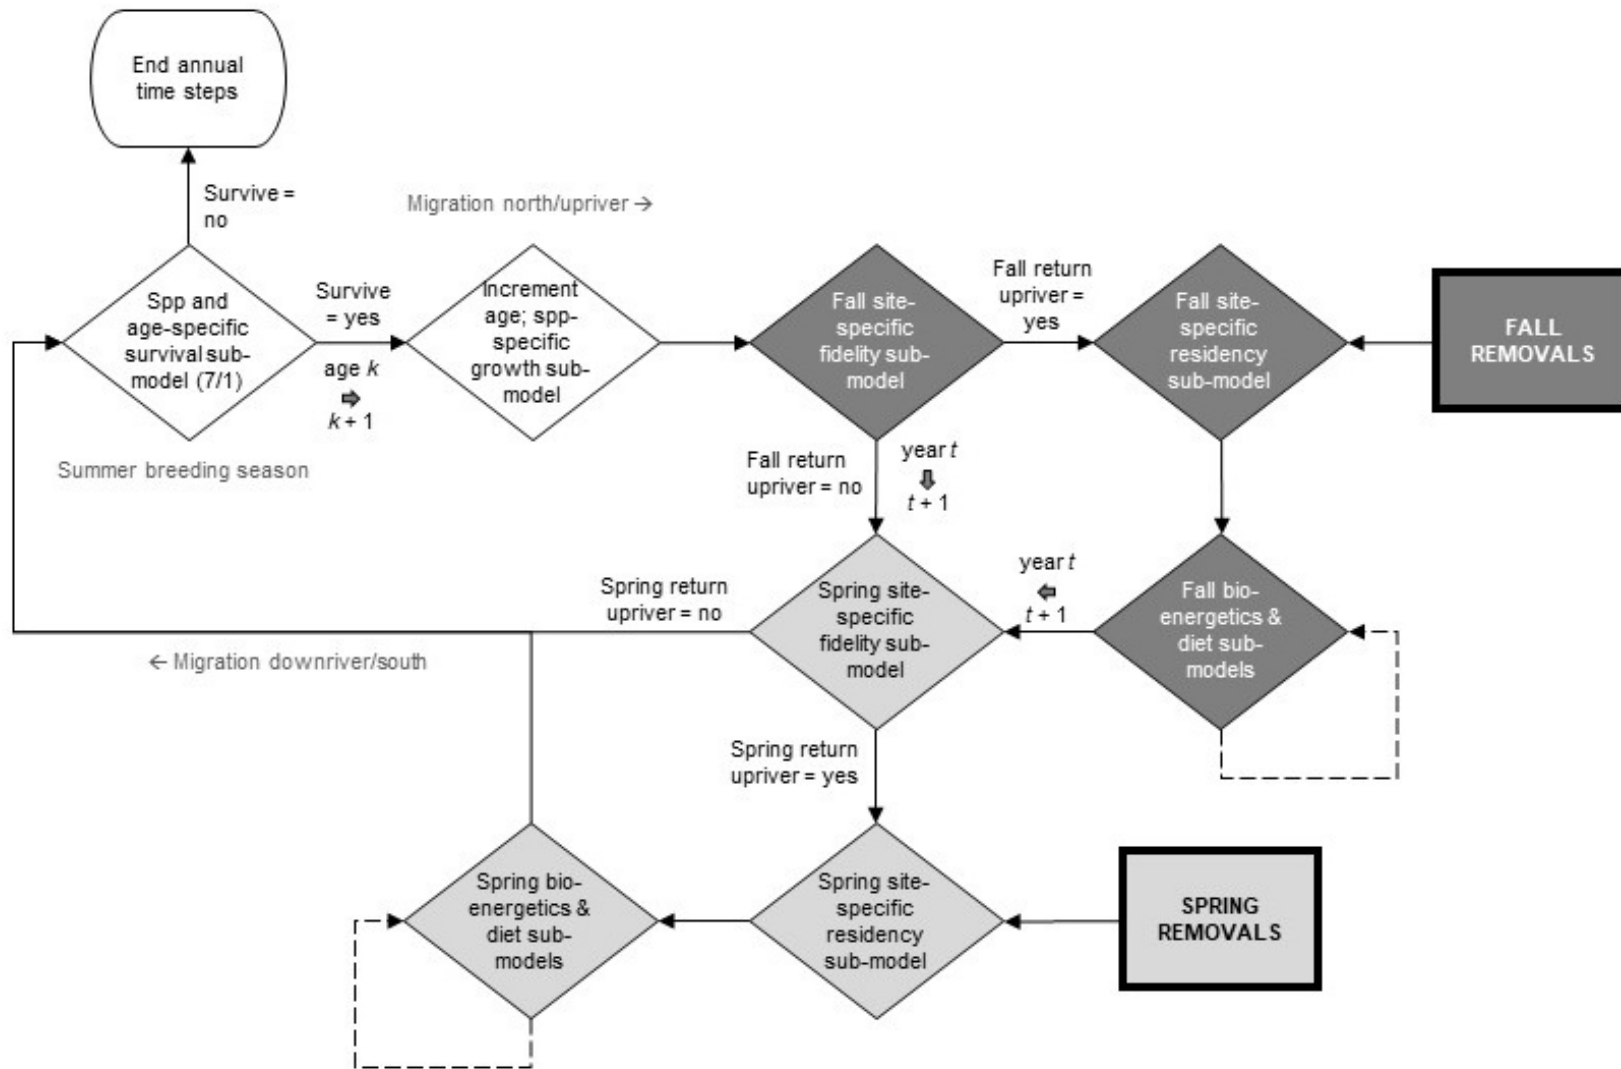 End annual
time steps
Survive =
no
Migration north/upriver →
Spp and
age-specific
survival sub-
model (7/1)
Survive
= yes
age k
⇨
k + 1
Increment
age; spp-
specific
growth sub-
model
Fall site-
specific
fidelity sub-
model
Fall return
upriver =
yes
Fall site-
specific
residency
sub-model
FALL
REMOVALS
Summer breeding season
Fall return
upriver = no
year t
⇩
t + 1
Spring return
upriver = no
Spring site-
specific
fidelity sub-
model
year t
⇦
t + 1
Fall bio-
energetics &
diet sub-
models
← Migration downriver/south
Spring return
upriver = yes
Spring bio-
energetics &
diet sub-
models
Spring site-
specific
residency
sub-model
SPRING
REMOVALS